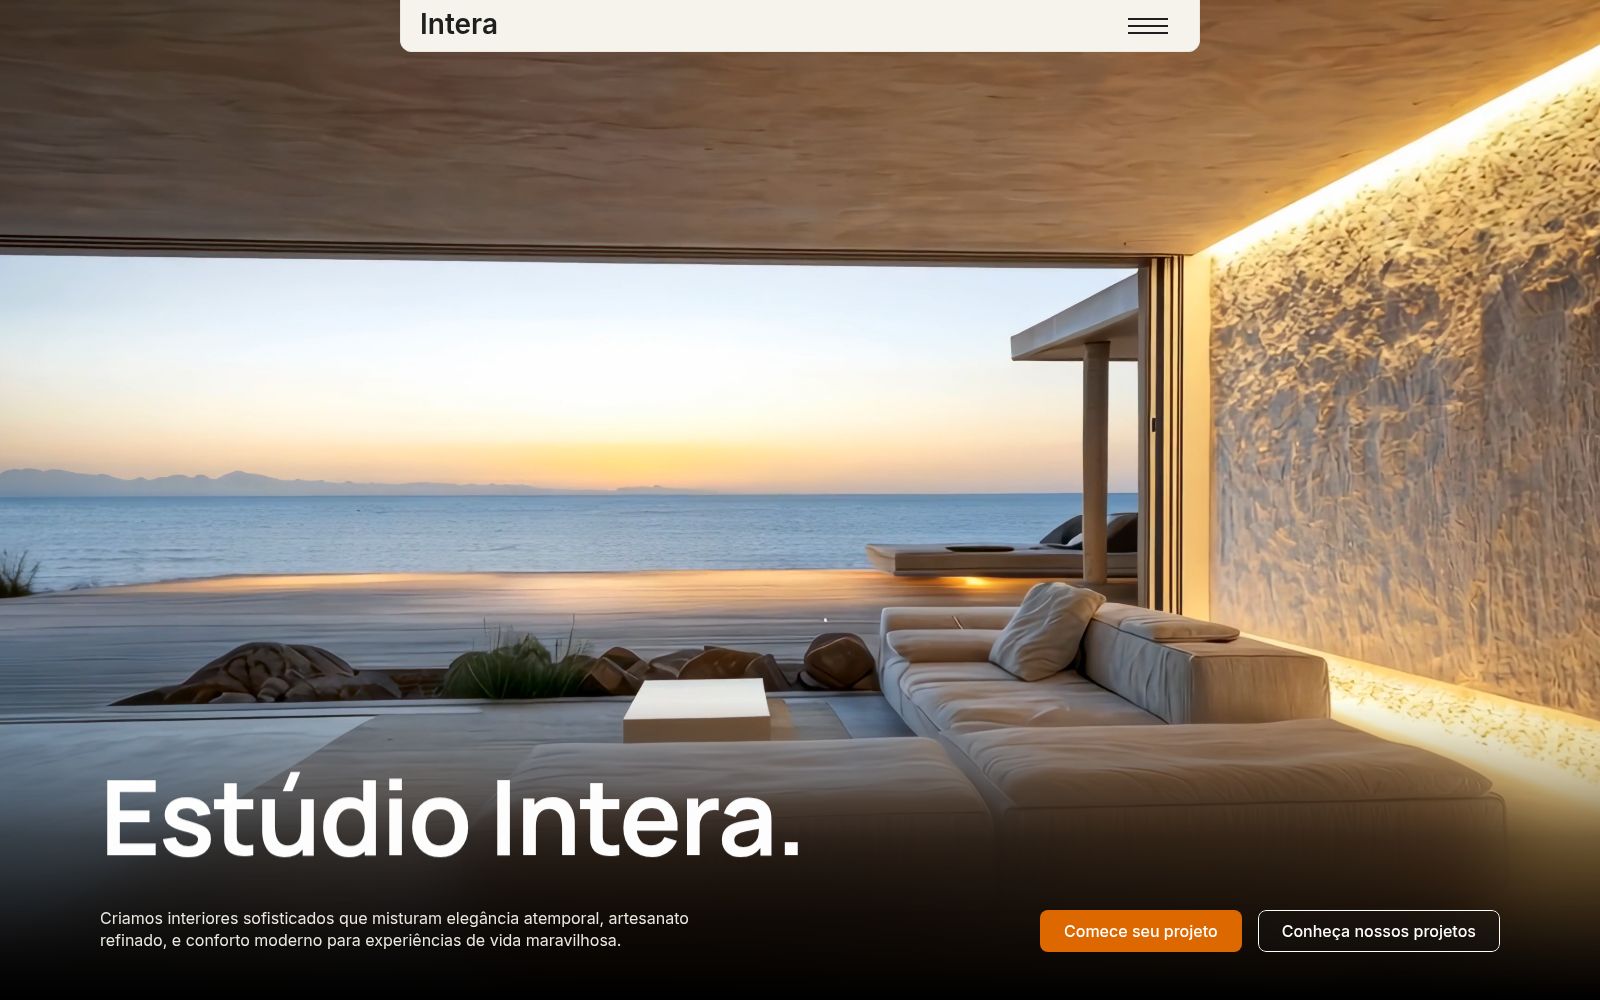 Intera
Estúdio Intera.
Criamos interiores sofisticados que misturam elegância atemporal, artesanato
refinado, e conforto moderno para experiências de vida maravilhosa.
Comece seu projeto
Conheça nossos projetos